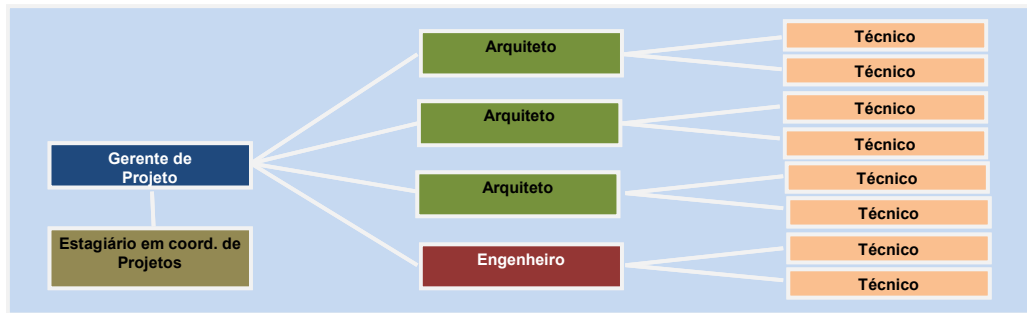 Gerente de
Projeto
Estagiário em coord. de
Projetos
Arquiteto
Arquiteto
Arquiteto
Engenheiro
Técnico
Técnico
Técnico
Técnico
Técnico
Técnico
Técnico
Técnico